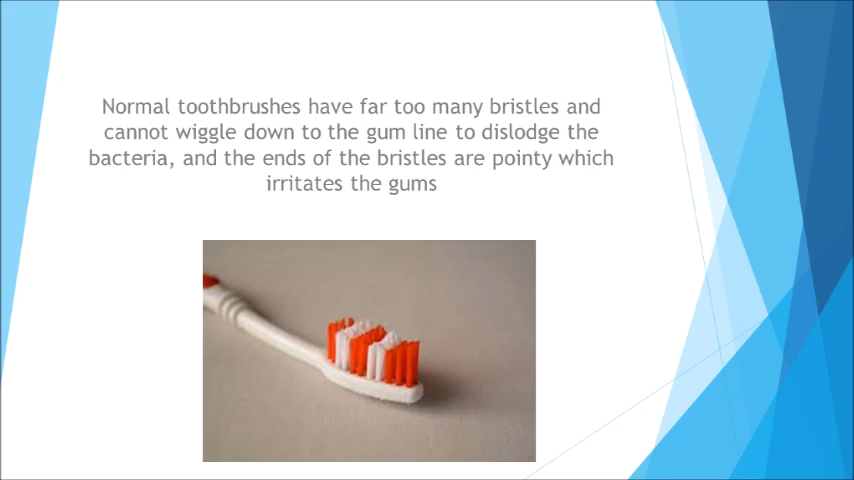 Normal toothbrushes have far too many bristles and
cannot wiggle down to the gum line to dislodge the
bacteria, and the ends of the bristles are pointy which
irritates the gums